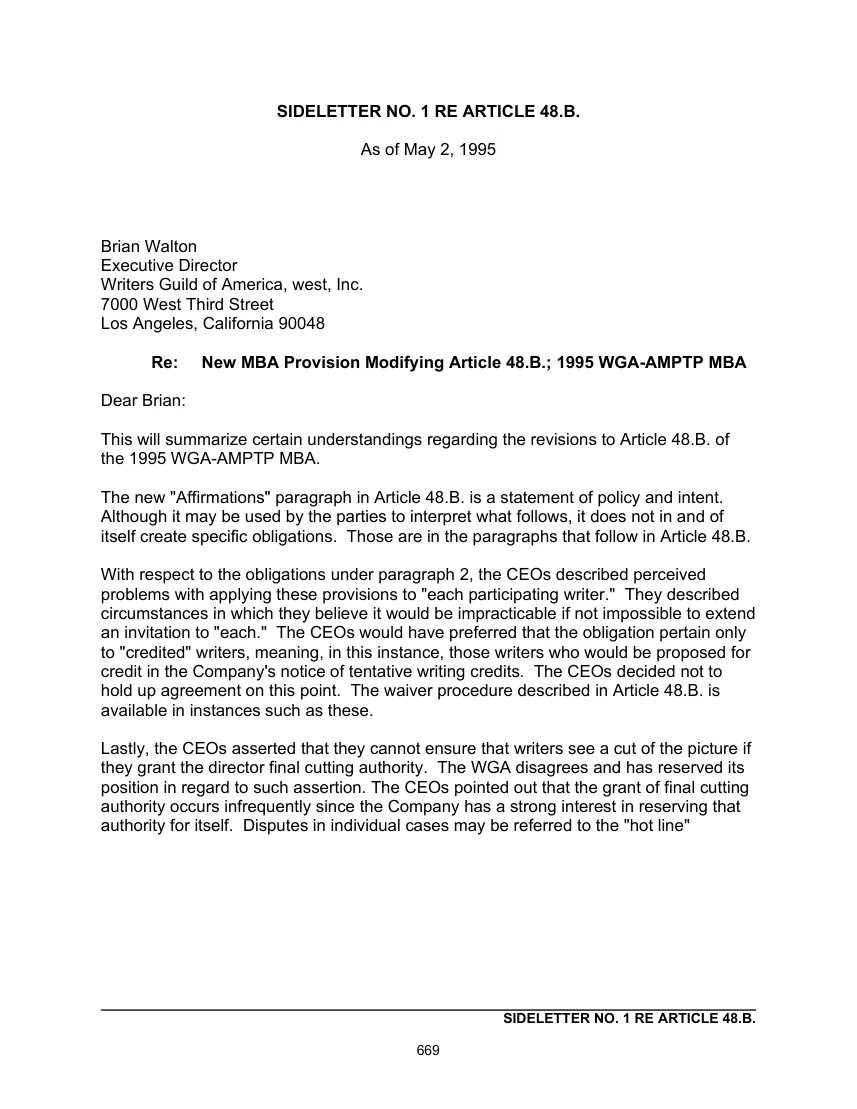 SIDELETTER NO. 1 RE ARTICLE 48.B.
As of May 2, 1995
Brian Walton
Executive Director
Writers Guild of America, west, Inc.
7000 West Third Street
Los Angeles, California 90048
Re: New MBA Provision Modifying Article 48.B.; 1995 WGA-AMPTP MBA
Dear Brian:
This will summarize certain understandings regarding the revisions to Article 48.B. of
the 1995 WGA-AMPTP MBA.
The new "Affirmations" paragraph in Article 48.B. is a statement of policy and intent.
Although it may be used by the parties to interpret what follows, it does not in and of
itself create specific obligations.  Those are in the paragraphs that follow in Article 48.B.
With respect to the obligations under paragraph 2, the CEOs described perceived
problems with applying these provisions to "each participating writer."  They described
circumstances in which they believe it would be impracticable if not impossible to extend
an invitation to "each."  The CEOs would have preferred that the obligation pertain only
to "credited" writers, meaning, in this instance, those writers who would be proposed for
credit in the Company's notice of tentative writing credits.  The CEOs decided not to
hold up agreement on this point.  The waiver procedure described in Article 48.B. is
available in instances such as these.
Lastly, the CEOs asserted that they cannot ensure that writers see a cut of the picture if
they grant the director final cutting authority.  The WGA disagrees and has reserved its
position in regard to such assertion. The CEOs pointed out that the grant of final cutting
authority occurs infrequently since the Company has a strong interest in reserving that
authority for itself.  Disputes in individual cases may be referred to the "hot line"
SIDELETTER NO. 1 RE ARTICLE 48.B.
669